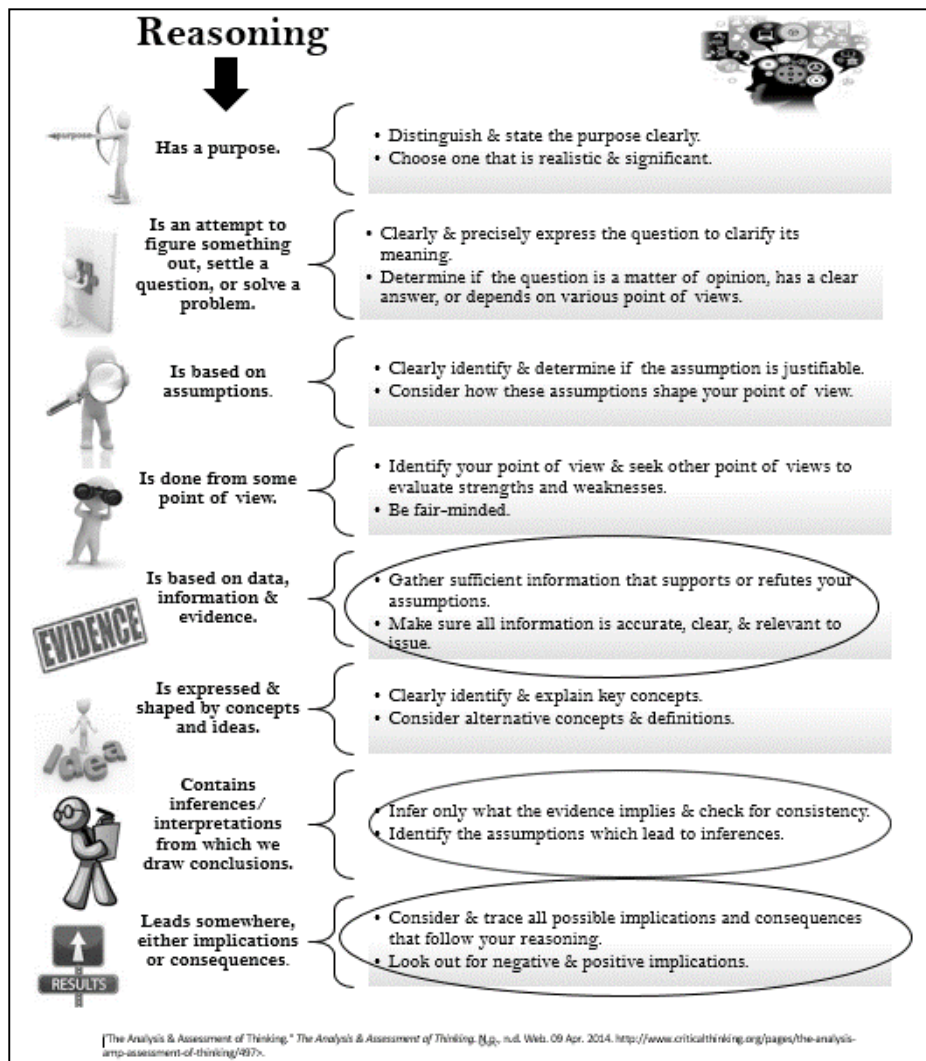 Reasoning
purpose
Has a purpose.
• Distinguish & state the purpose clearly.
• Choose one that is realistic & significant.
Is an attempt to
figure something
out, settle a
question, or solve a
problem.
• Clearly & precisely express the question to clarify its
meaning.
• Determine if the question is a matter of opinion, has a clear
answer, or depends on various point of views.
Is based on
assumptions.
• Clearly identify & determine if the assumption is justifiable.
• Consider how these assumptions shape your point of view.
Is done from some
point of view.
• Identify your point of view & seek other point of views to
evaluate strengths and weaknesses.
• Be fair-minded.
EVIDENCE
Is based on data,
information &
evidence.
• Gather sufficient information that supports or refutes your
assumptions.
• Make sure all information is accurate, clear, & relevant to
issue.
Idea
Is expressed &
shaped by concepts
and ideas.
• Clearly identify & explain key concepts.
• Consider alternative concepts & definitions.
Contains
inferences/
interpretations
from which we
draw conclusions.
• Infer only what the evidence implies & check for consistency.
• Identify the assumptions which lead to inferences.
RESULTS
Leads somewhere,
either implications
or consequences.
• Consider & trace all possible implications and consequences
that follow your reasoning.
• Look out for negative & positive implications.
"The Analysis & Assessment of Thinking." The Analysis & Assessment of Thinking. N.p., n.d. Web. 09 Apr. 2014. http://www.criticalthinking.org/pages/the-analysis-
amp-assessment-of-thinking/497>.